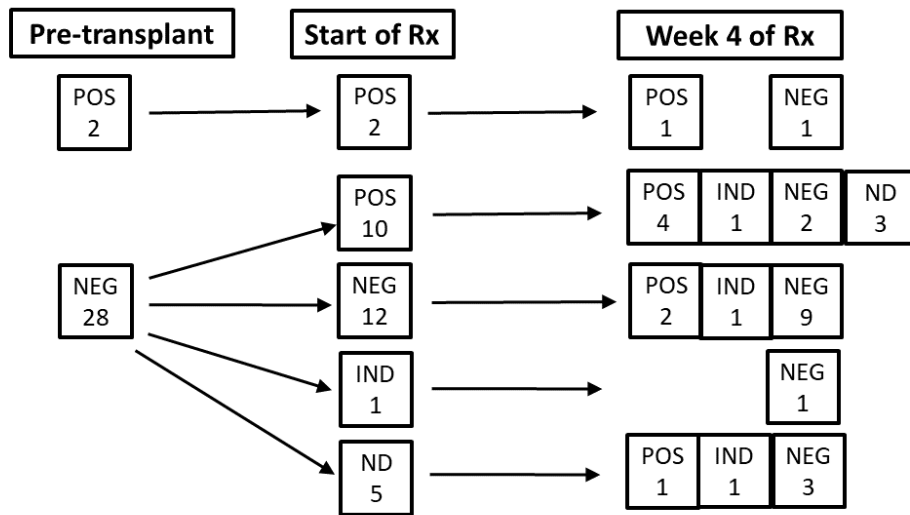 Pre-transplant Start of Rx Week 4 of Rx
POS POS POS NEG
2 2 1 1
POS POS IND NEG ND
10 4 1 2 3
NEG NEG POS IND NEG
28 12 2 1 9
IND NEG
1 1
ND POS IND NEG
5 1 1 3